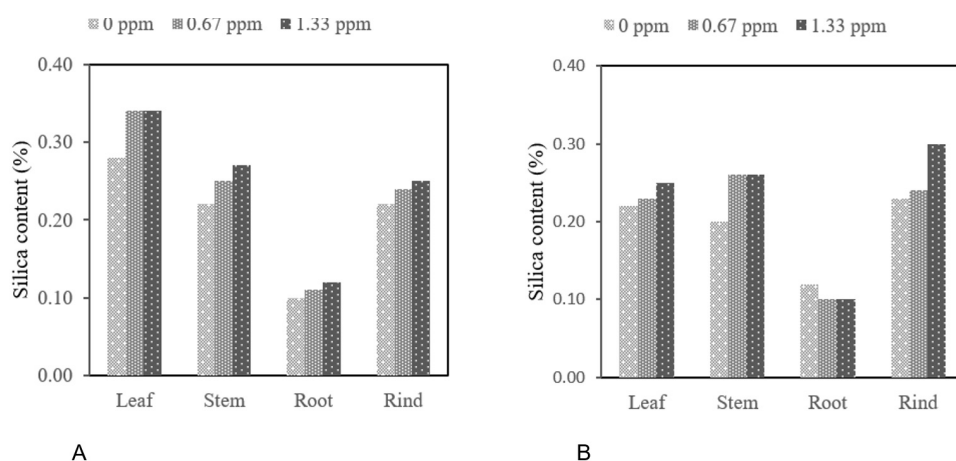 0 ppm 0.67 ppm 1.33 ppm
0.40
0.30
0.20
0.10
0.00
Silica content (%)
Leaf Stem Root Rind
A
0 ppm 0.67 ppm 1.33 ppm
0.40
0.30
0.20
0.10
0.00
Silica content (%)
Leaf Stem Root Rind
B